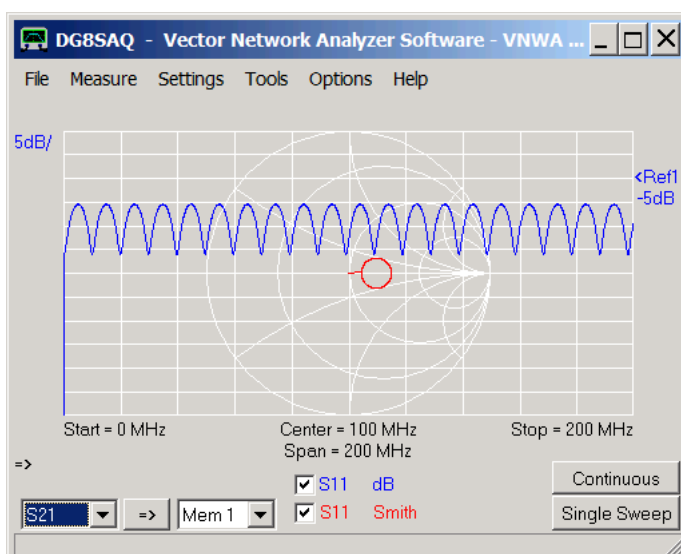 DG8SAQ - Vector Network Analyzer Software - VNWA ...
File Measure Settings Tools Options Help
5dB/
<Ref1
-5dB
Start = 0 MHz Center = 100 MHz Stop = 200 MHz
Span = 200 MHz
=>
S11 dB
Continuous
S21 => Mem 1
S11 Smith
Single Sweep